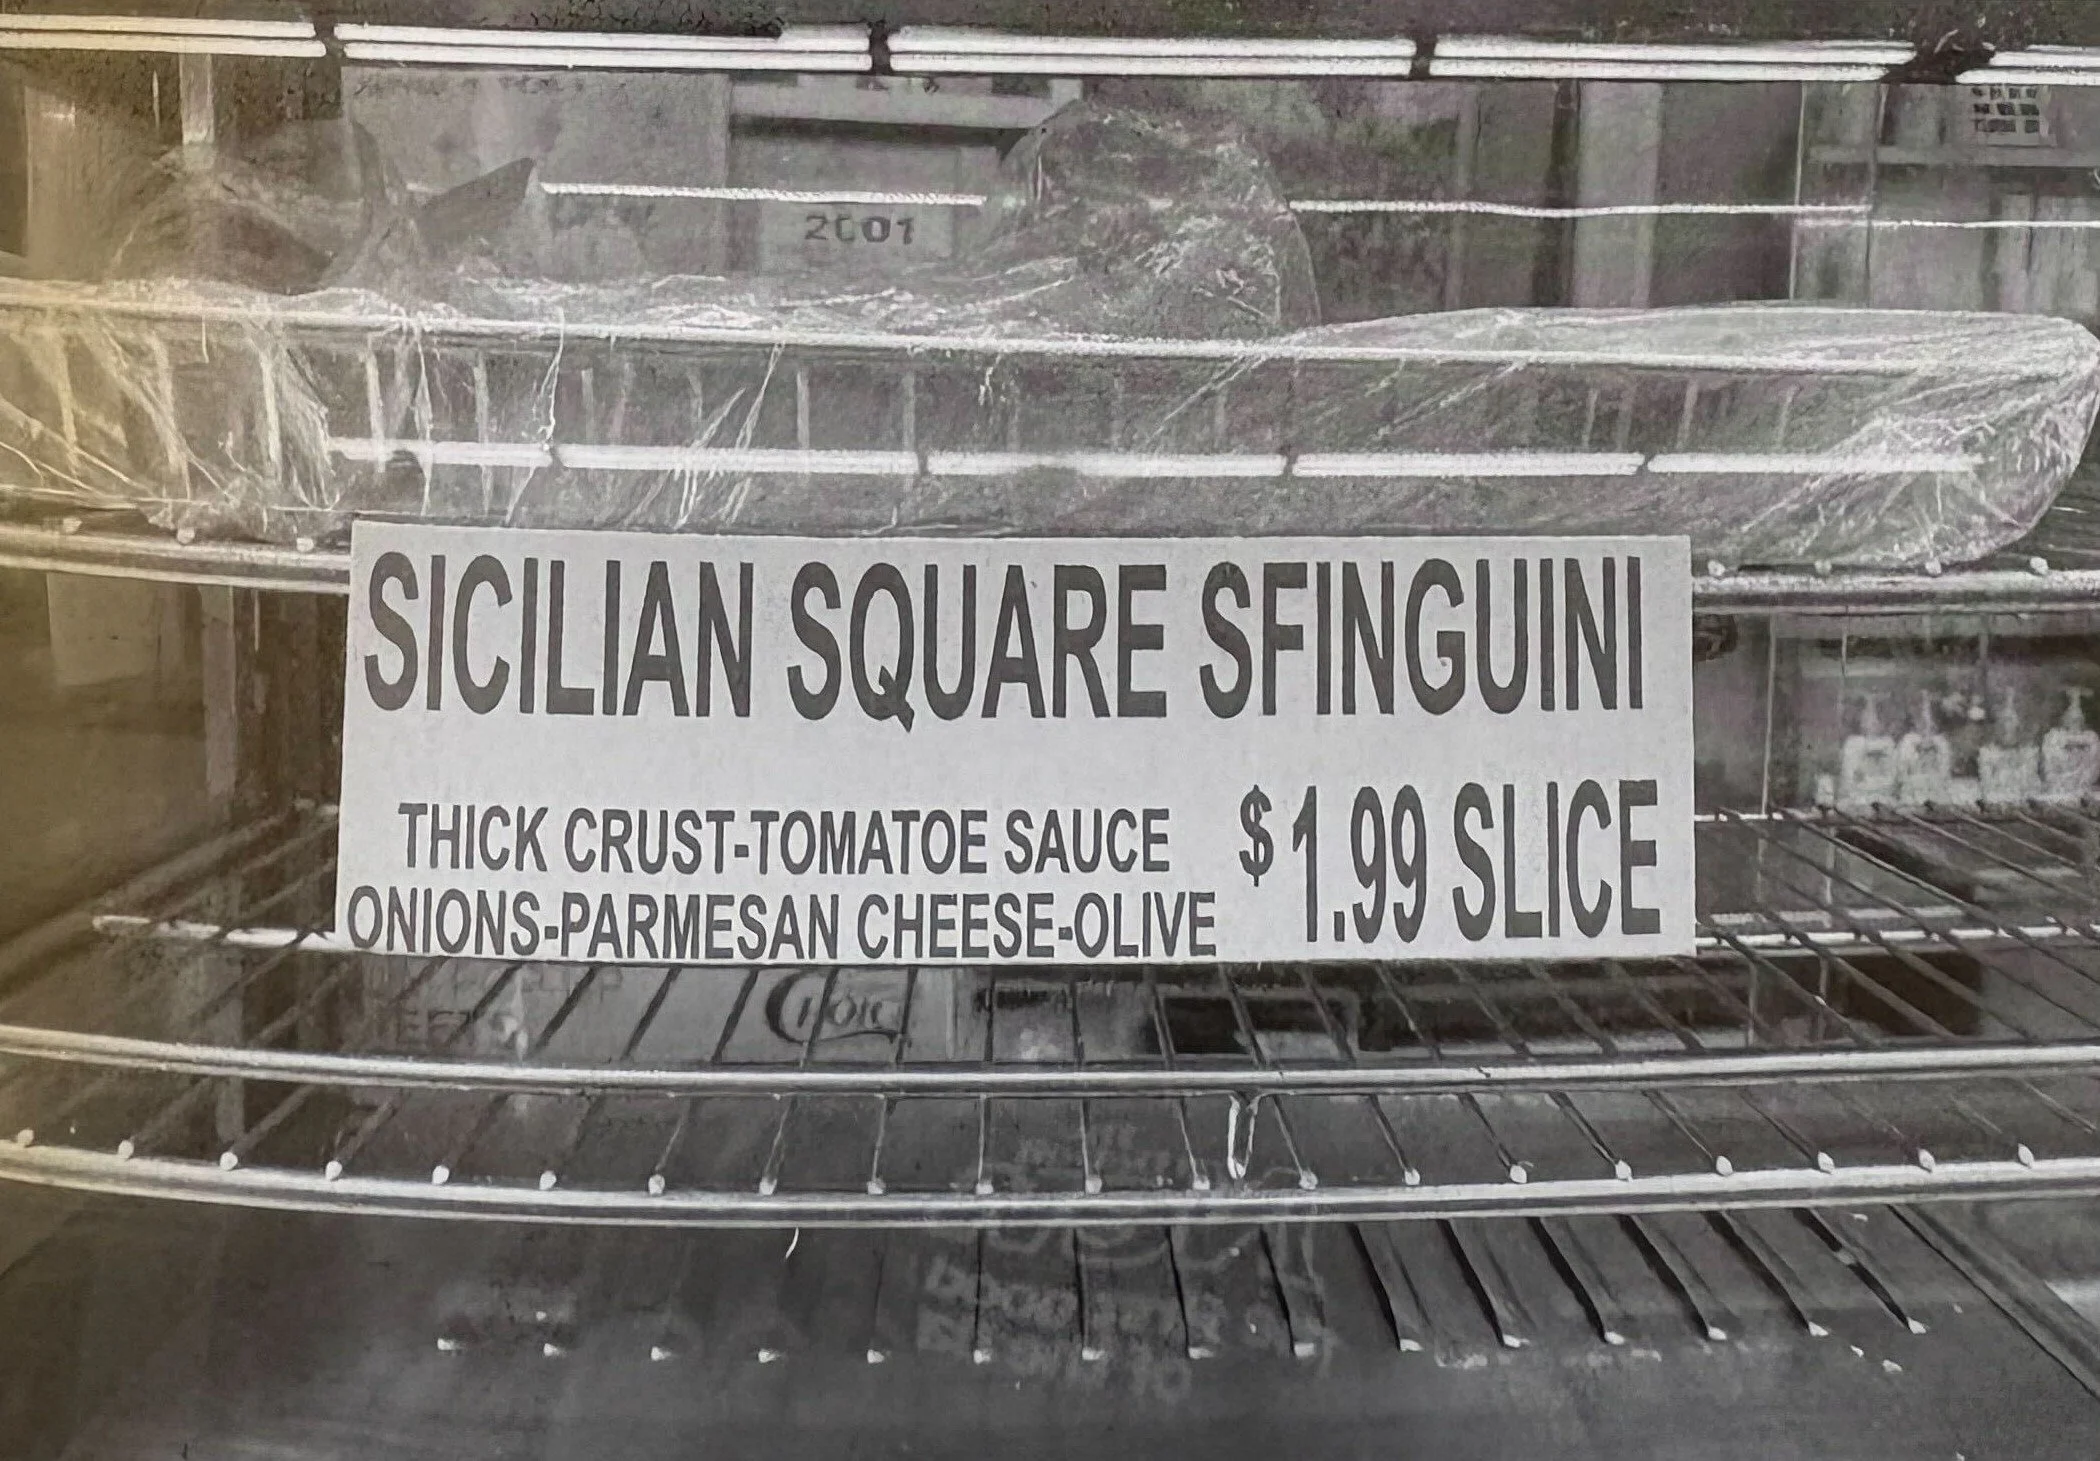 2001
SICILIAN SQUARE SFINGUINI
THICK CRUST-TOMATOE SAUCE
ONIONS-PARMESAN CHEESE-OLIVE
$1.99 SLICE